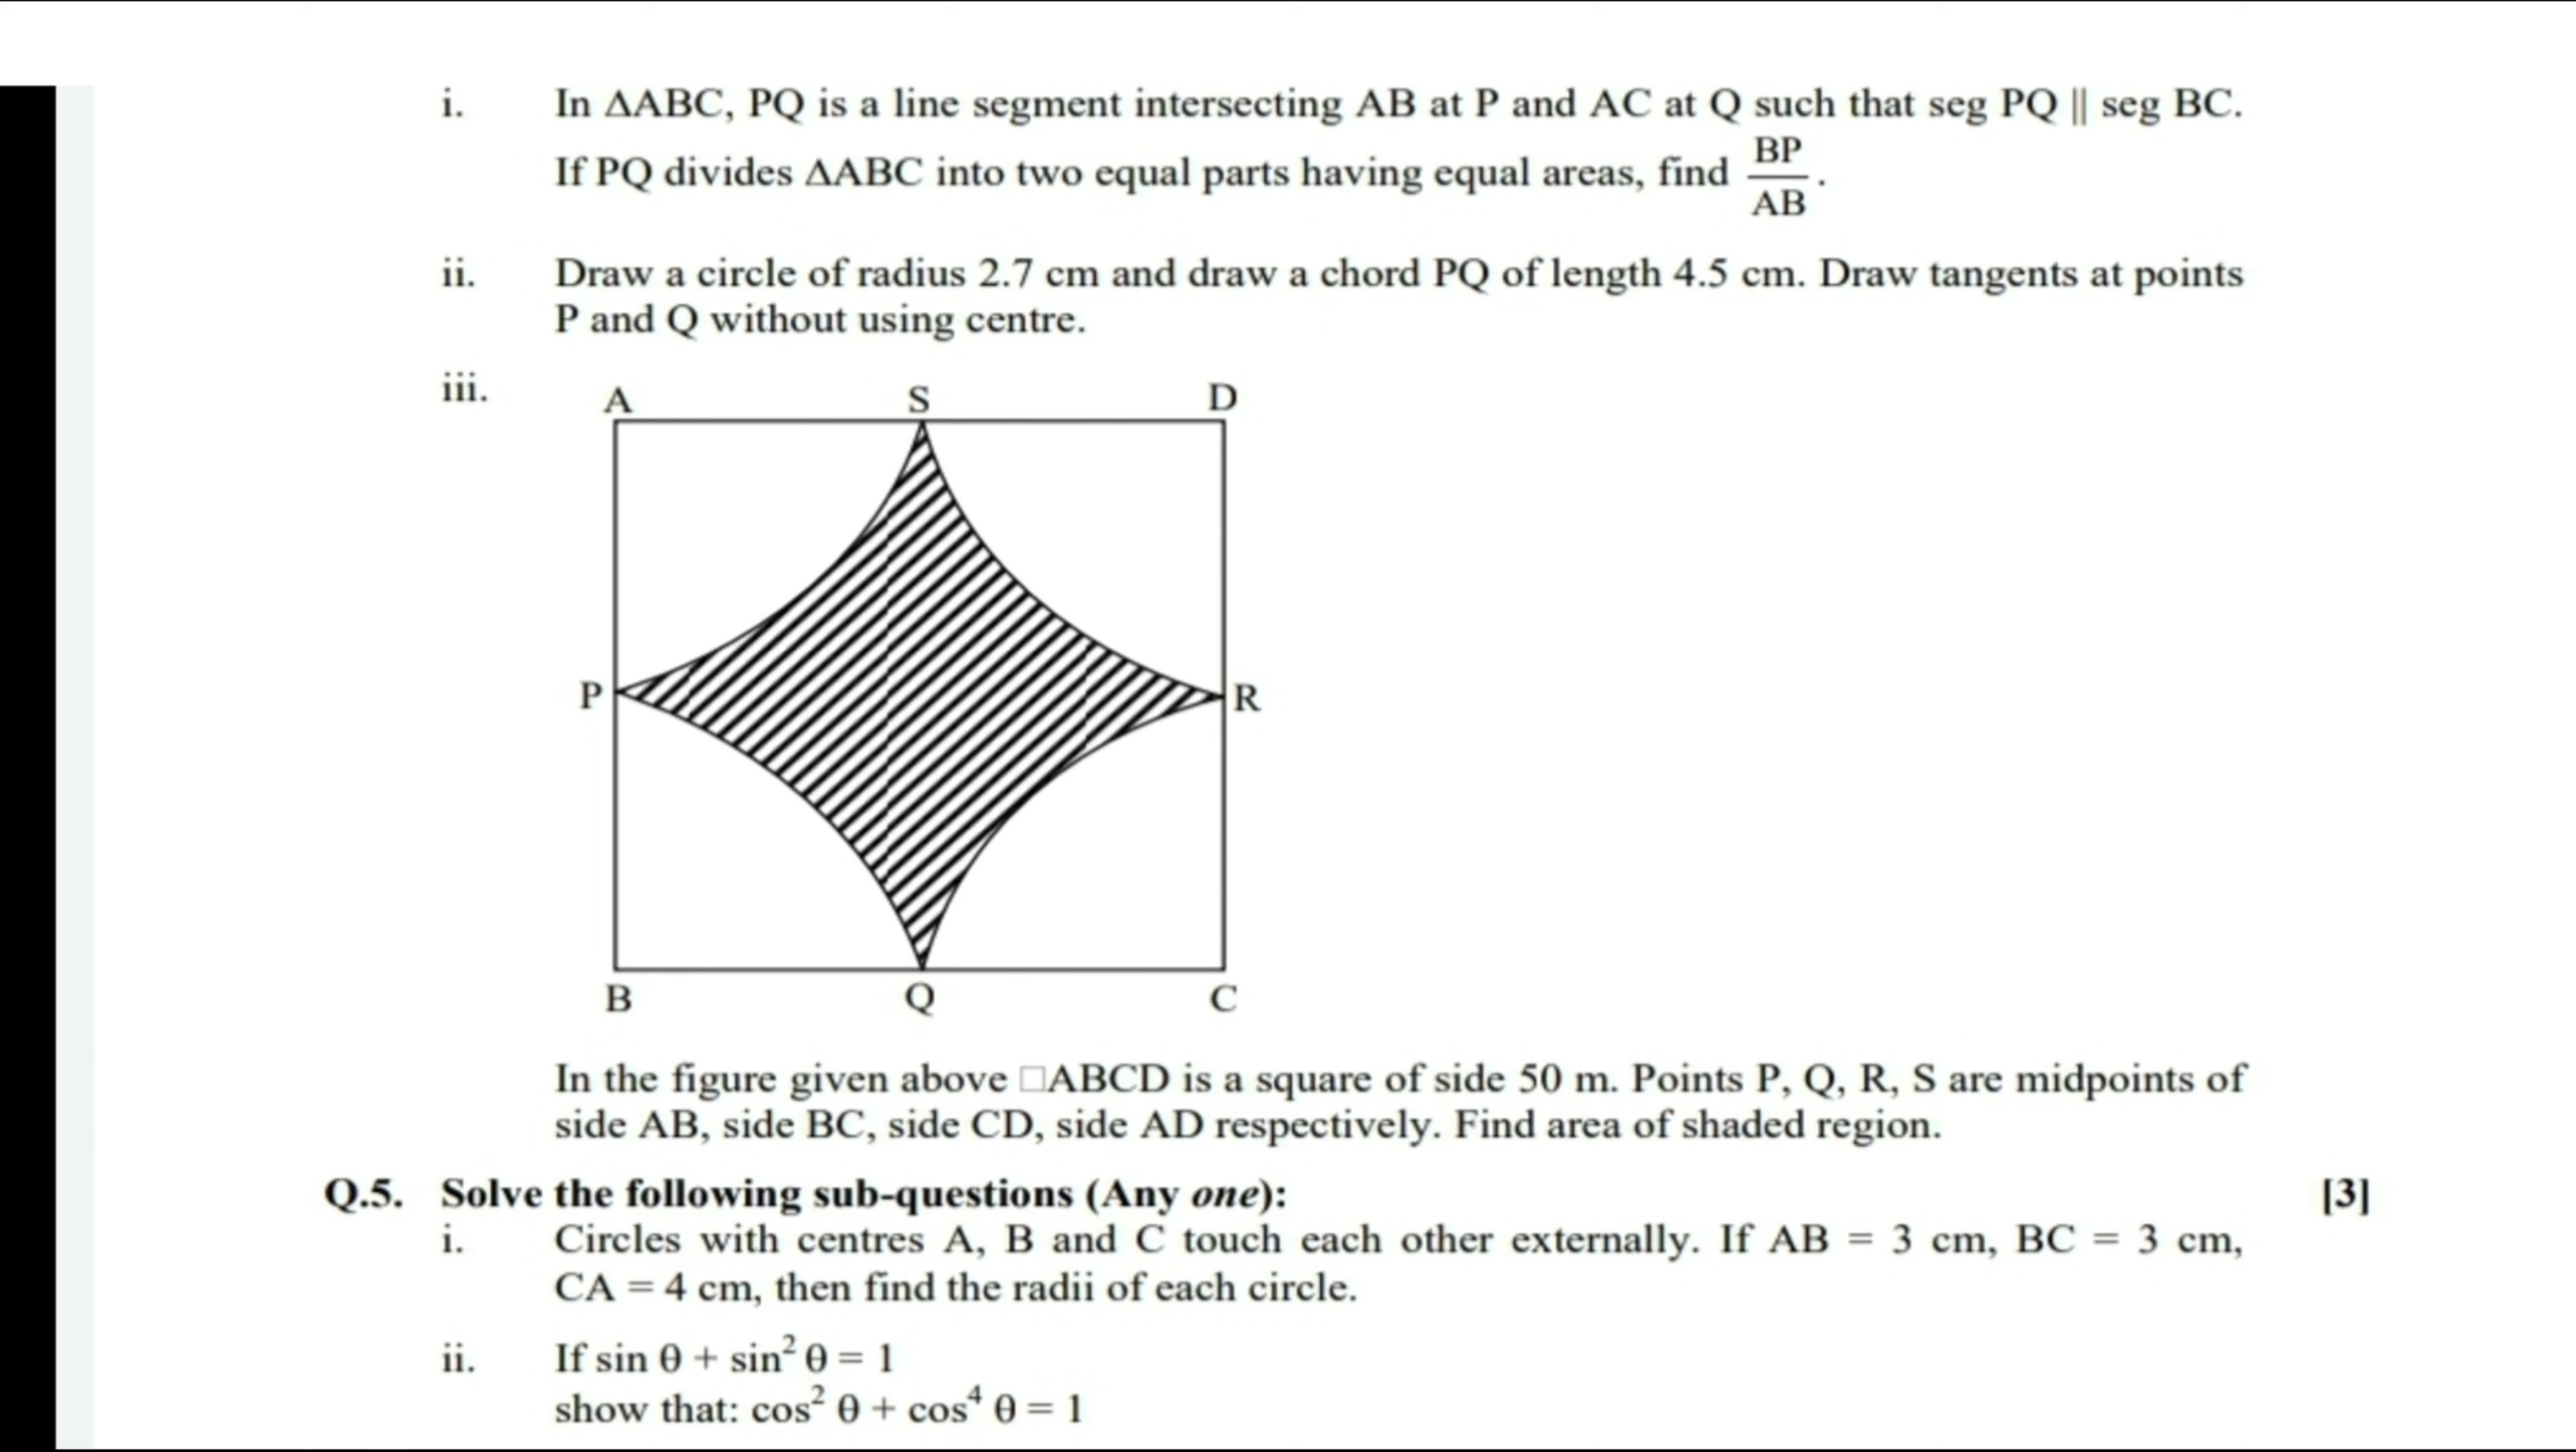 i. In ΔABC, PQ is a line segment intersecting AB at P and AC at Q such that seg PQ || seg BC.
If PQ divides ΔABC into two equal parts having equal areas, find BP/AB.
ii. Draw a circle of radius 2.7 cm and draw a chord PQ of length 4.5 cm. Draw tangents at points
P and Q without using centre.
iii.
A S D
P R
B Q C
In the figure given above □ABCD is a square of side 50 m. Points P, Q, R, S are midpoints of
side AB, side BC, side CD, side AD respectively. Find area of shaded region.
Q.5. Solve the following sub-questions (Any one): [3]
i. Circles with centres A, B and C touch each other externally. If AB = 3 cm, BC = 3 cm,
CA = 4 cm, then find the radii of each circle.
ii. If sin θ + sin² θ = 1
show that: cos² θ + cos⁴ θ = 1